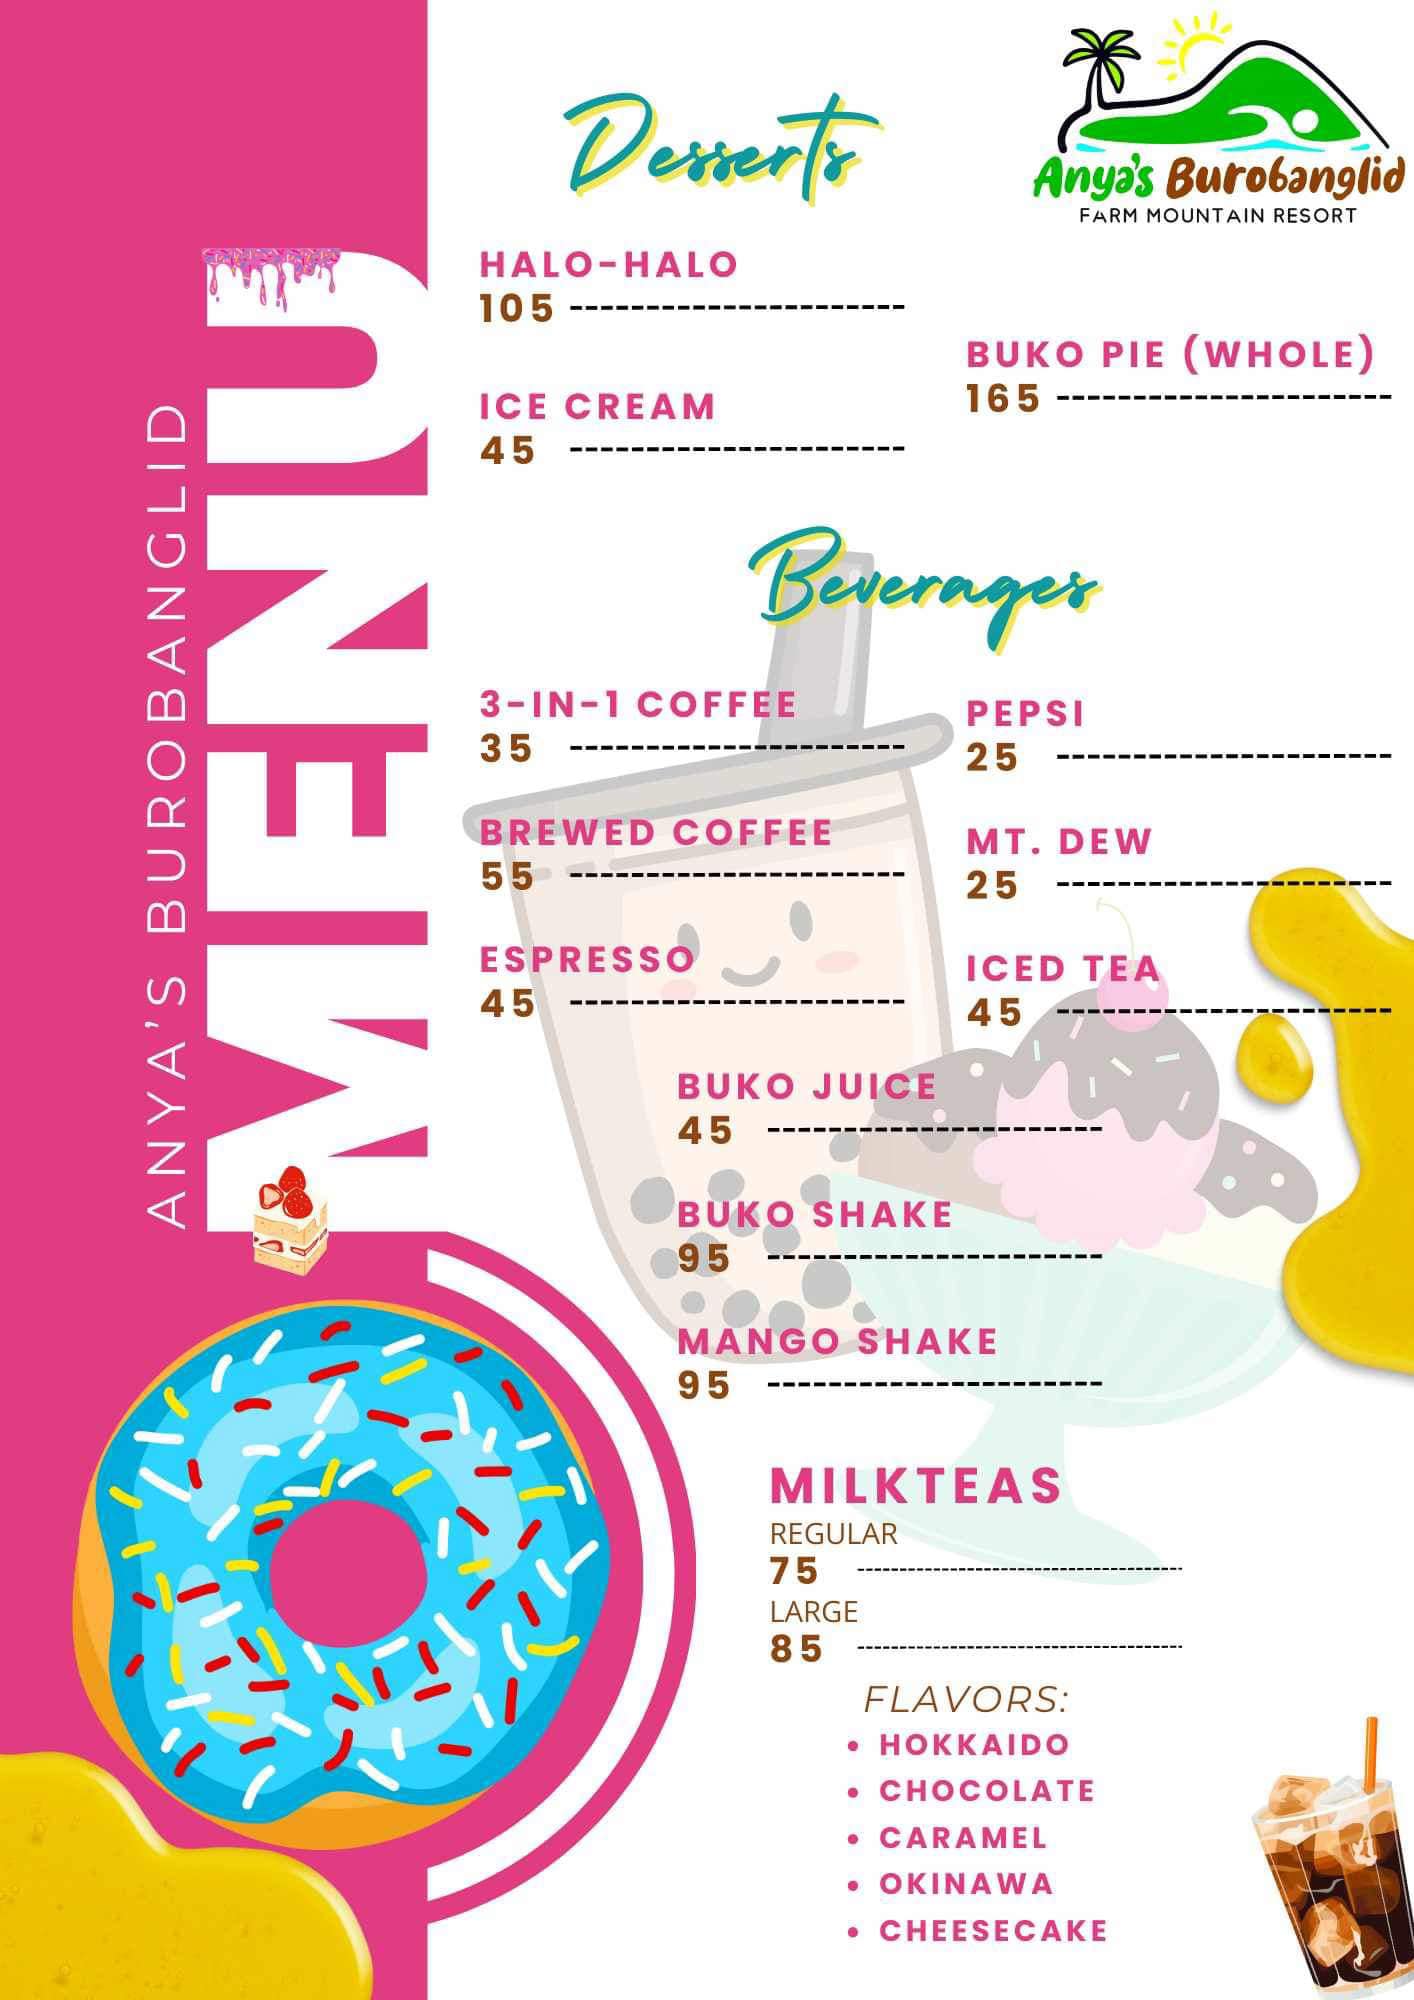 Desserts
Anya's Burobanglid
FARM MOUNTAIN RESORT
HALO-HALO
105 ----------------------
ICE CREAM
45 ----------------------
BUKO PIE (WHOLE)
165 ----------------------
ANYA'S BUROBANGLID
MENU
Beverages
3-IN-1 COFFEE
35 ----------------------
BREWED COFFEE
55 ----------------------
ESPRESSO
45 ----------------------
PEPSI
25 ----------------------
MT. DEW
25 ----------------------
ICED TEA
45 ----------------------
BUKO JUICE
45 ----------------------
BUKO SHAKE
95 ----------------------
MANGO SHAKE
95 ----------------------
MILKTEAS
REGULAR
75 ----------------------
LARGE
85 ----------------------
FLAVORS:
• HOKKAIDO
• CHOCOLATE
• CARAMEL
• OKINAWA
• CHEESECAKE